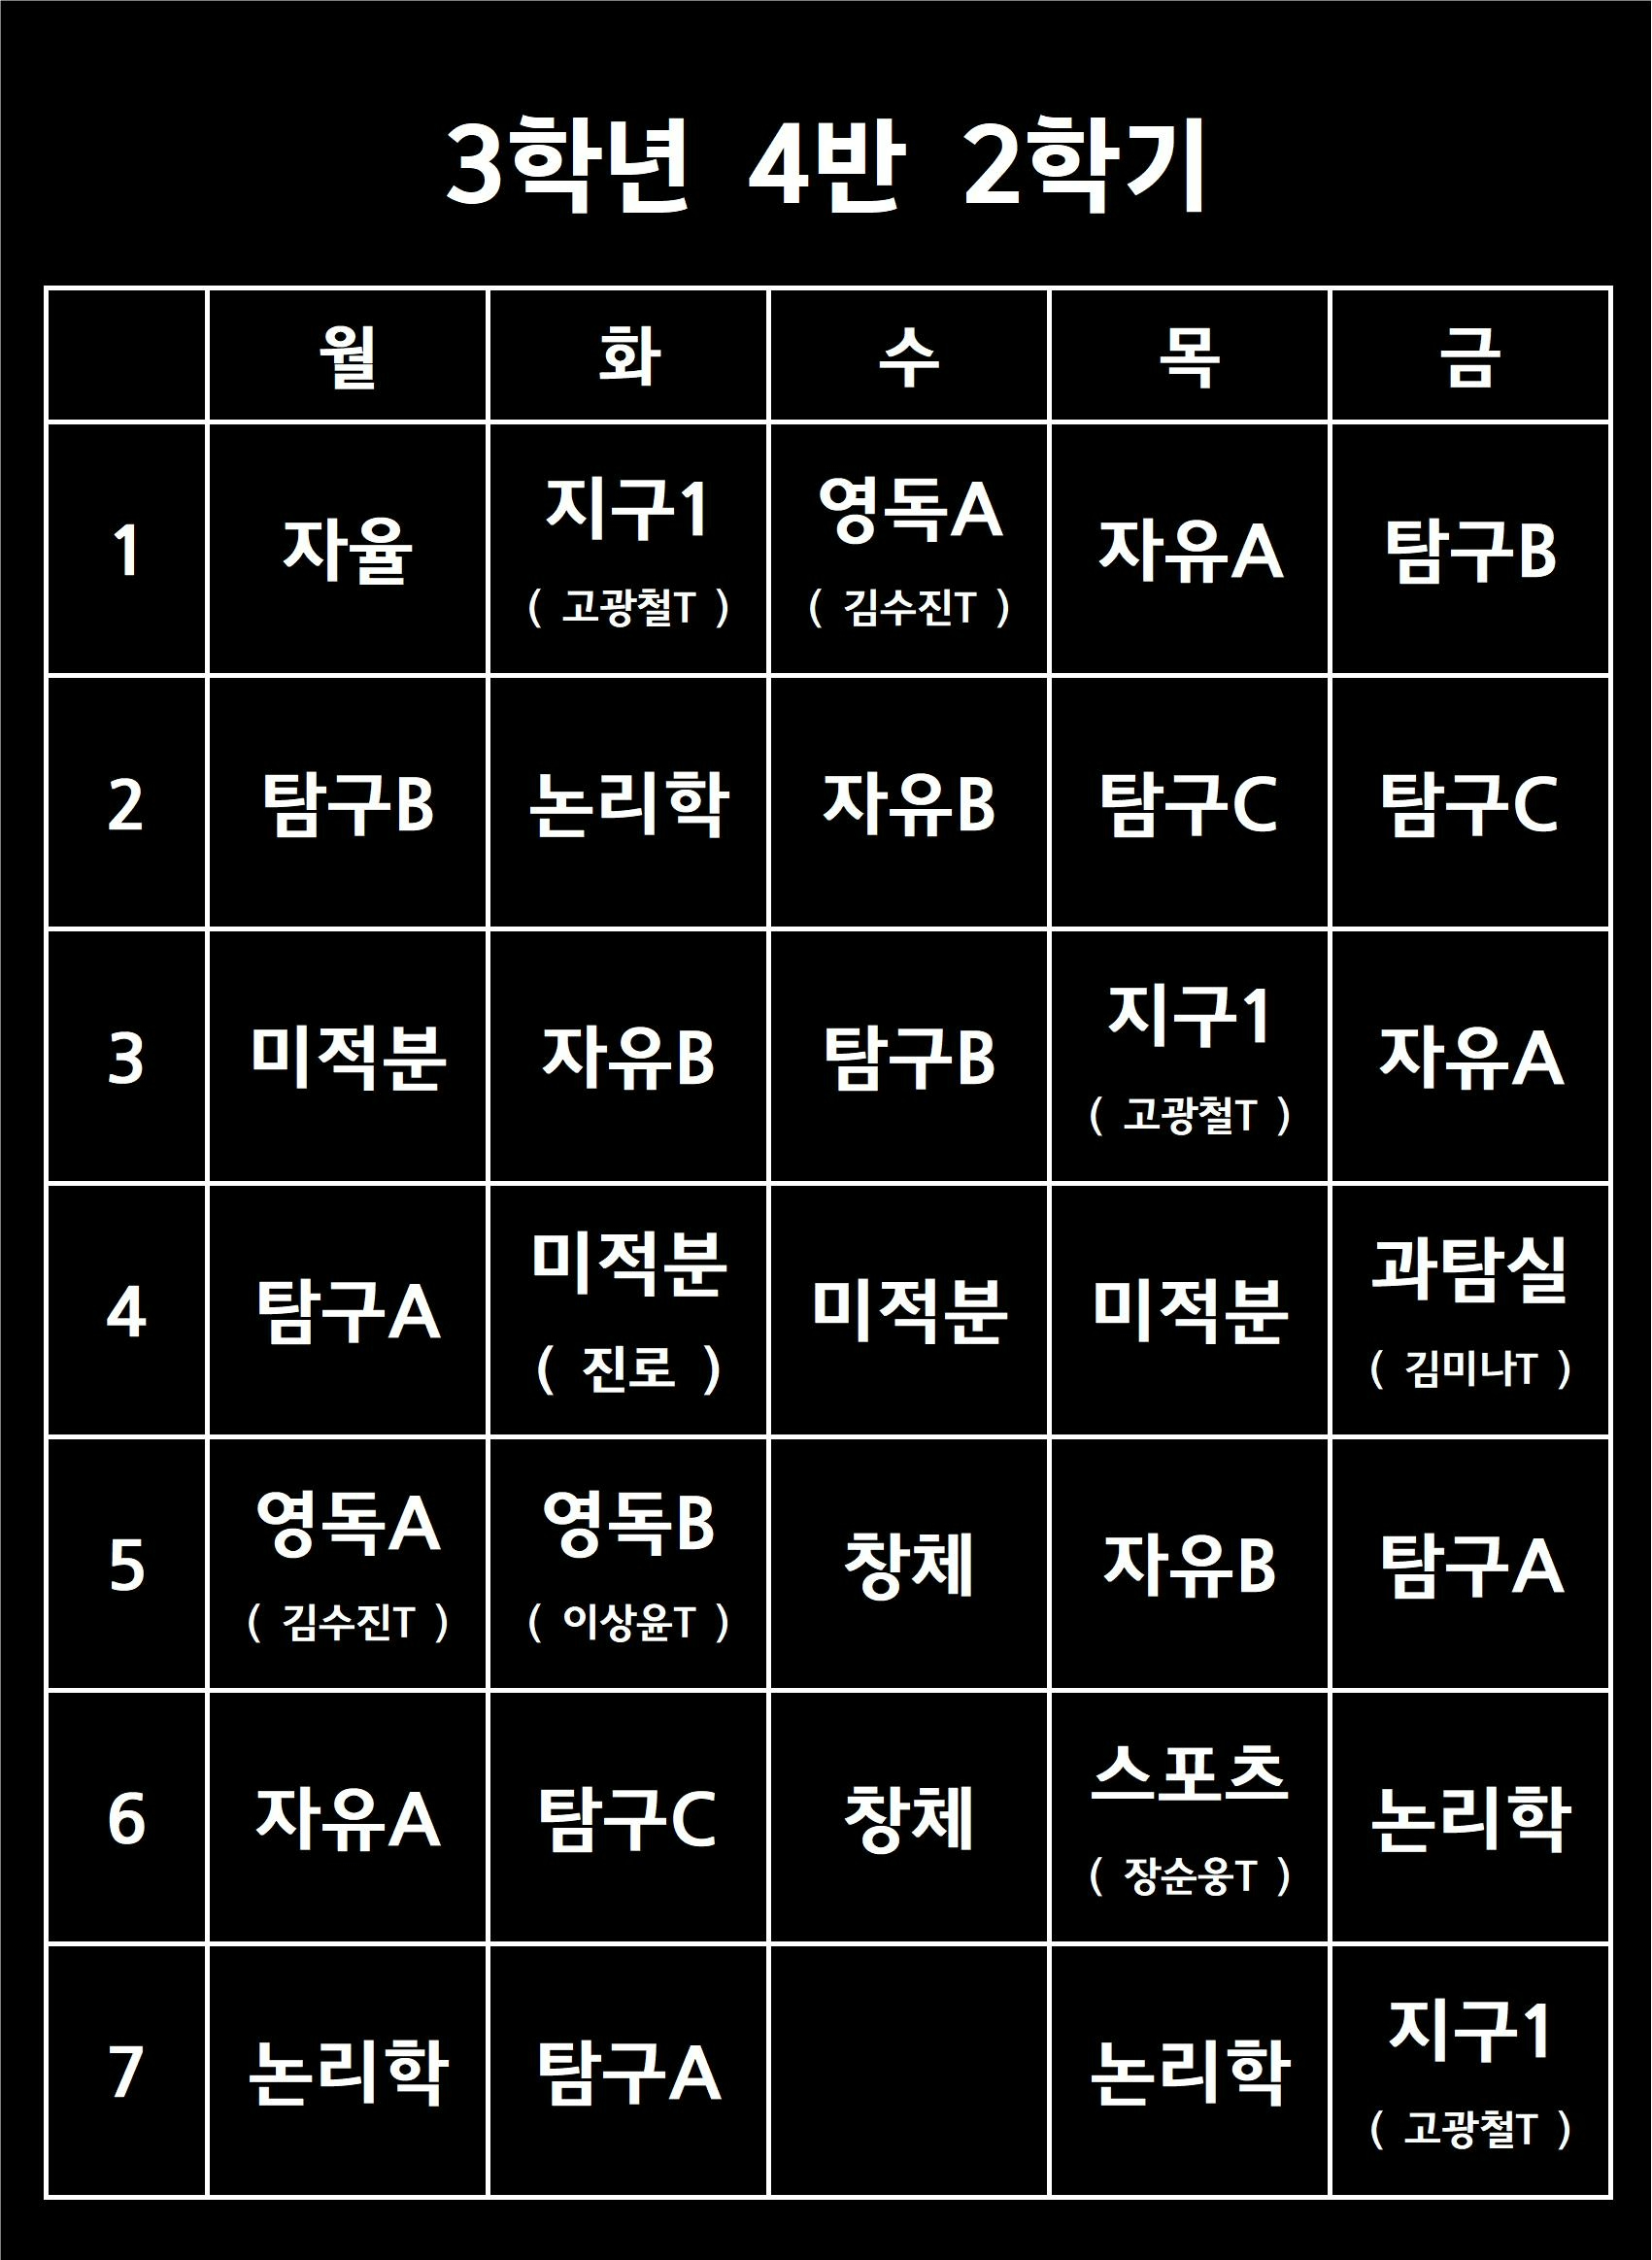 3학년 4반 2학기
월 화 수 목 금
1 자율 지구1 ( 고광철T ) 영독A ( 김수진T ) 자유A 탐구B
2 탐구B 논리학 자유B 탐구C 탐구C
3 미적분 자유B 탐구B 지구1 ( 고광철T ) 자유A
4 탐구A 미적분 ( 진로 ) 미적분 미적분 과탐실 ( 김미나T )
5 영독A ( 김수진T ) 영독B ( 이상윤T ) 창체 자유B 탐구A
6 자유A 탐구C 창체 스포츠 ( 장순웅T ) 논리학
7 논리학 탐구A 논리학 지구1 ( 고광철T )